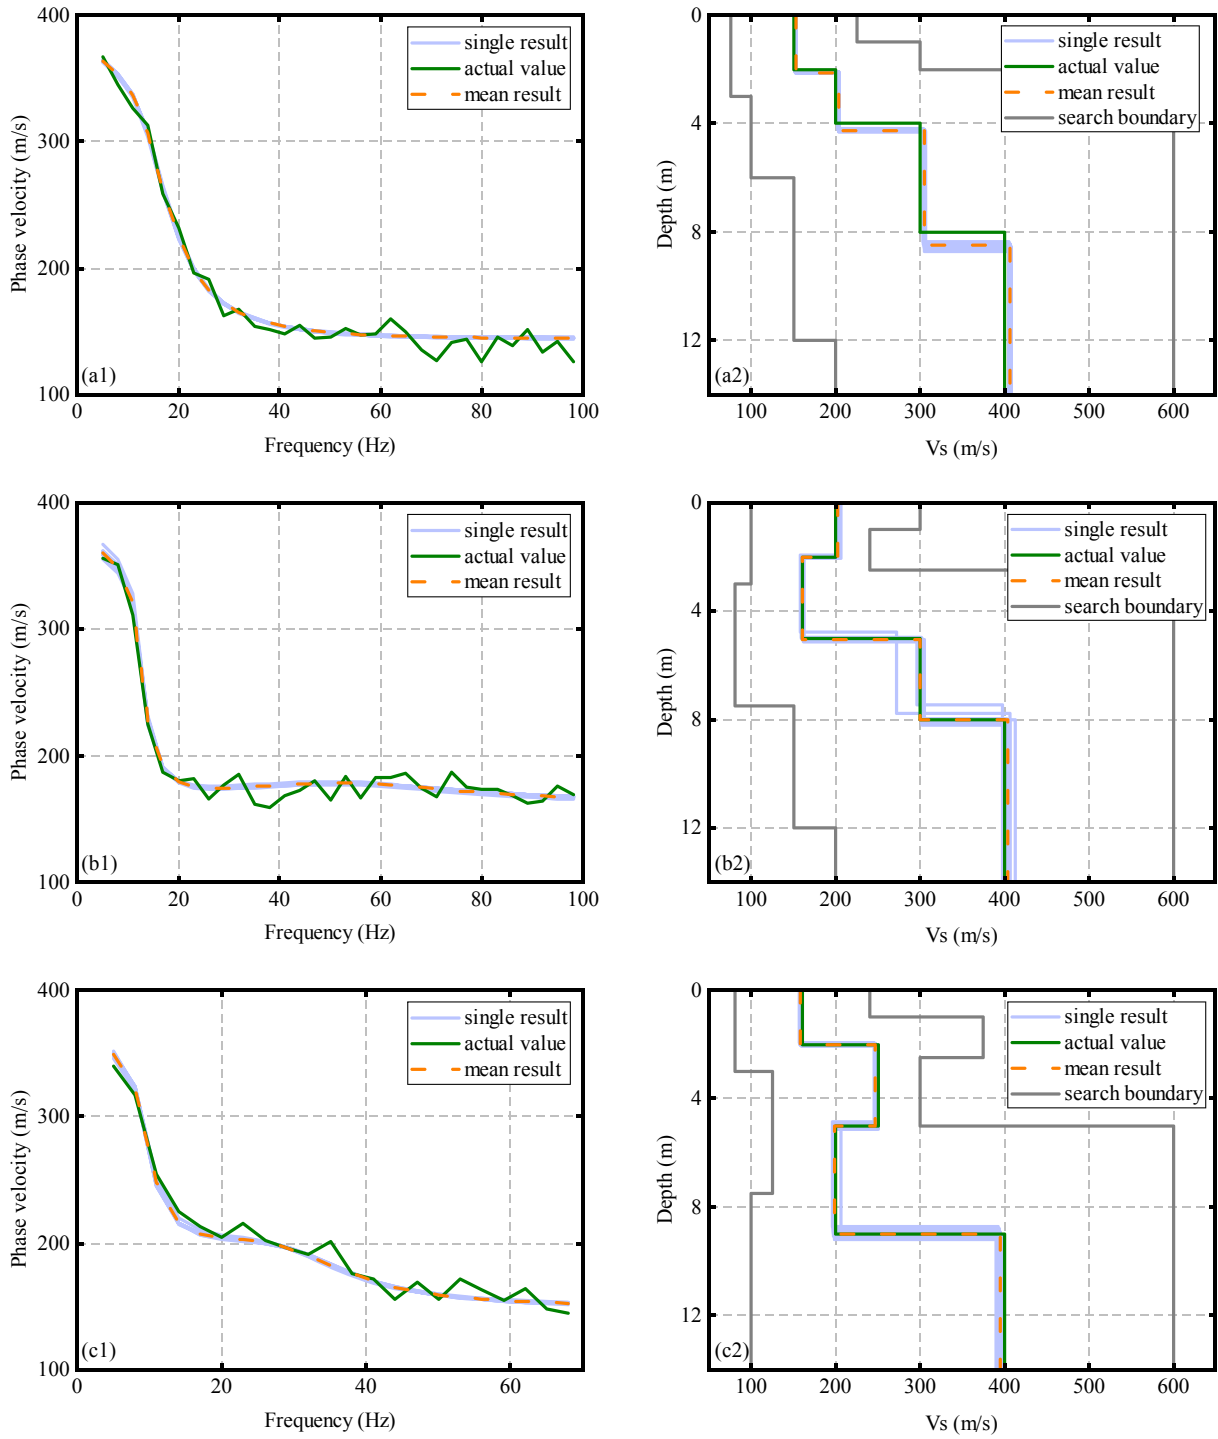 400
300
200
100
Phase velocity (m/s)
single result
actual value
mean result
(a1)
0 20 40 60 80 100
Frequency (Hz)
0
4
8
12
Depth (m)
single result
actual value
mean result
search boundary
(a2)
100 200 300 400 500 600
Vs (m/s)
400
300
200
100
Phase velocity (m/s)
single result
actual value
mean result
(b1)
0 20 40 60 80 100
Frequency (Hz)
0
4
8
12
Depth (m)
single result
actual value
mean result
search boundary
(b2)
100 200 300 400 500 600
Vs (m/s)
400
300
200
100
Phase velocity (m/s)
single result
actual value
mean result
(c1)
0 20 40 60
Frequency (Hz)
0
4
8
12
Depth (m)
single result
actual value
mean result
search boundary
(c2)
100 200 300 400 500 600
Vs (m/s)